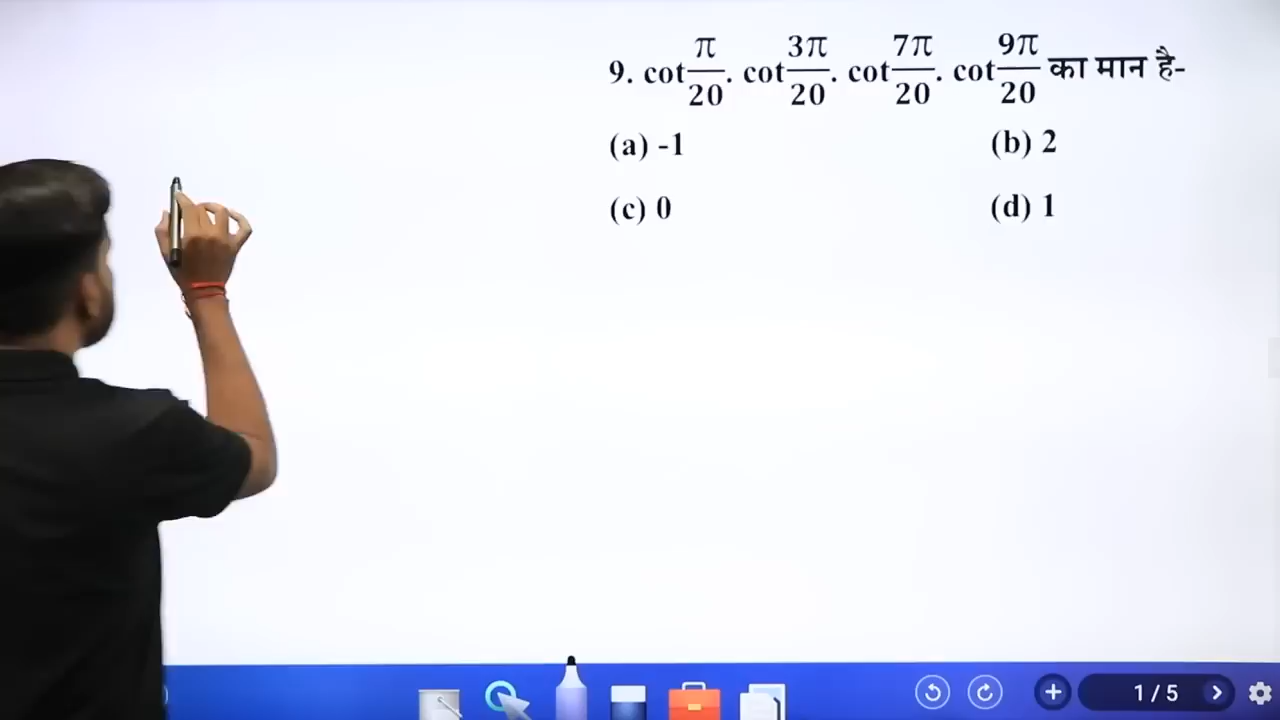 9. cot π/20 . cot 3π/20 . cot 7π/20 . cot 9π/20 का मान है-
(a) -1 (b) 2
(c) 0 (d) 1
1 / 5